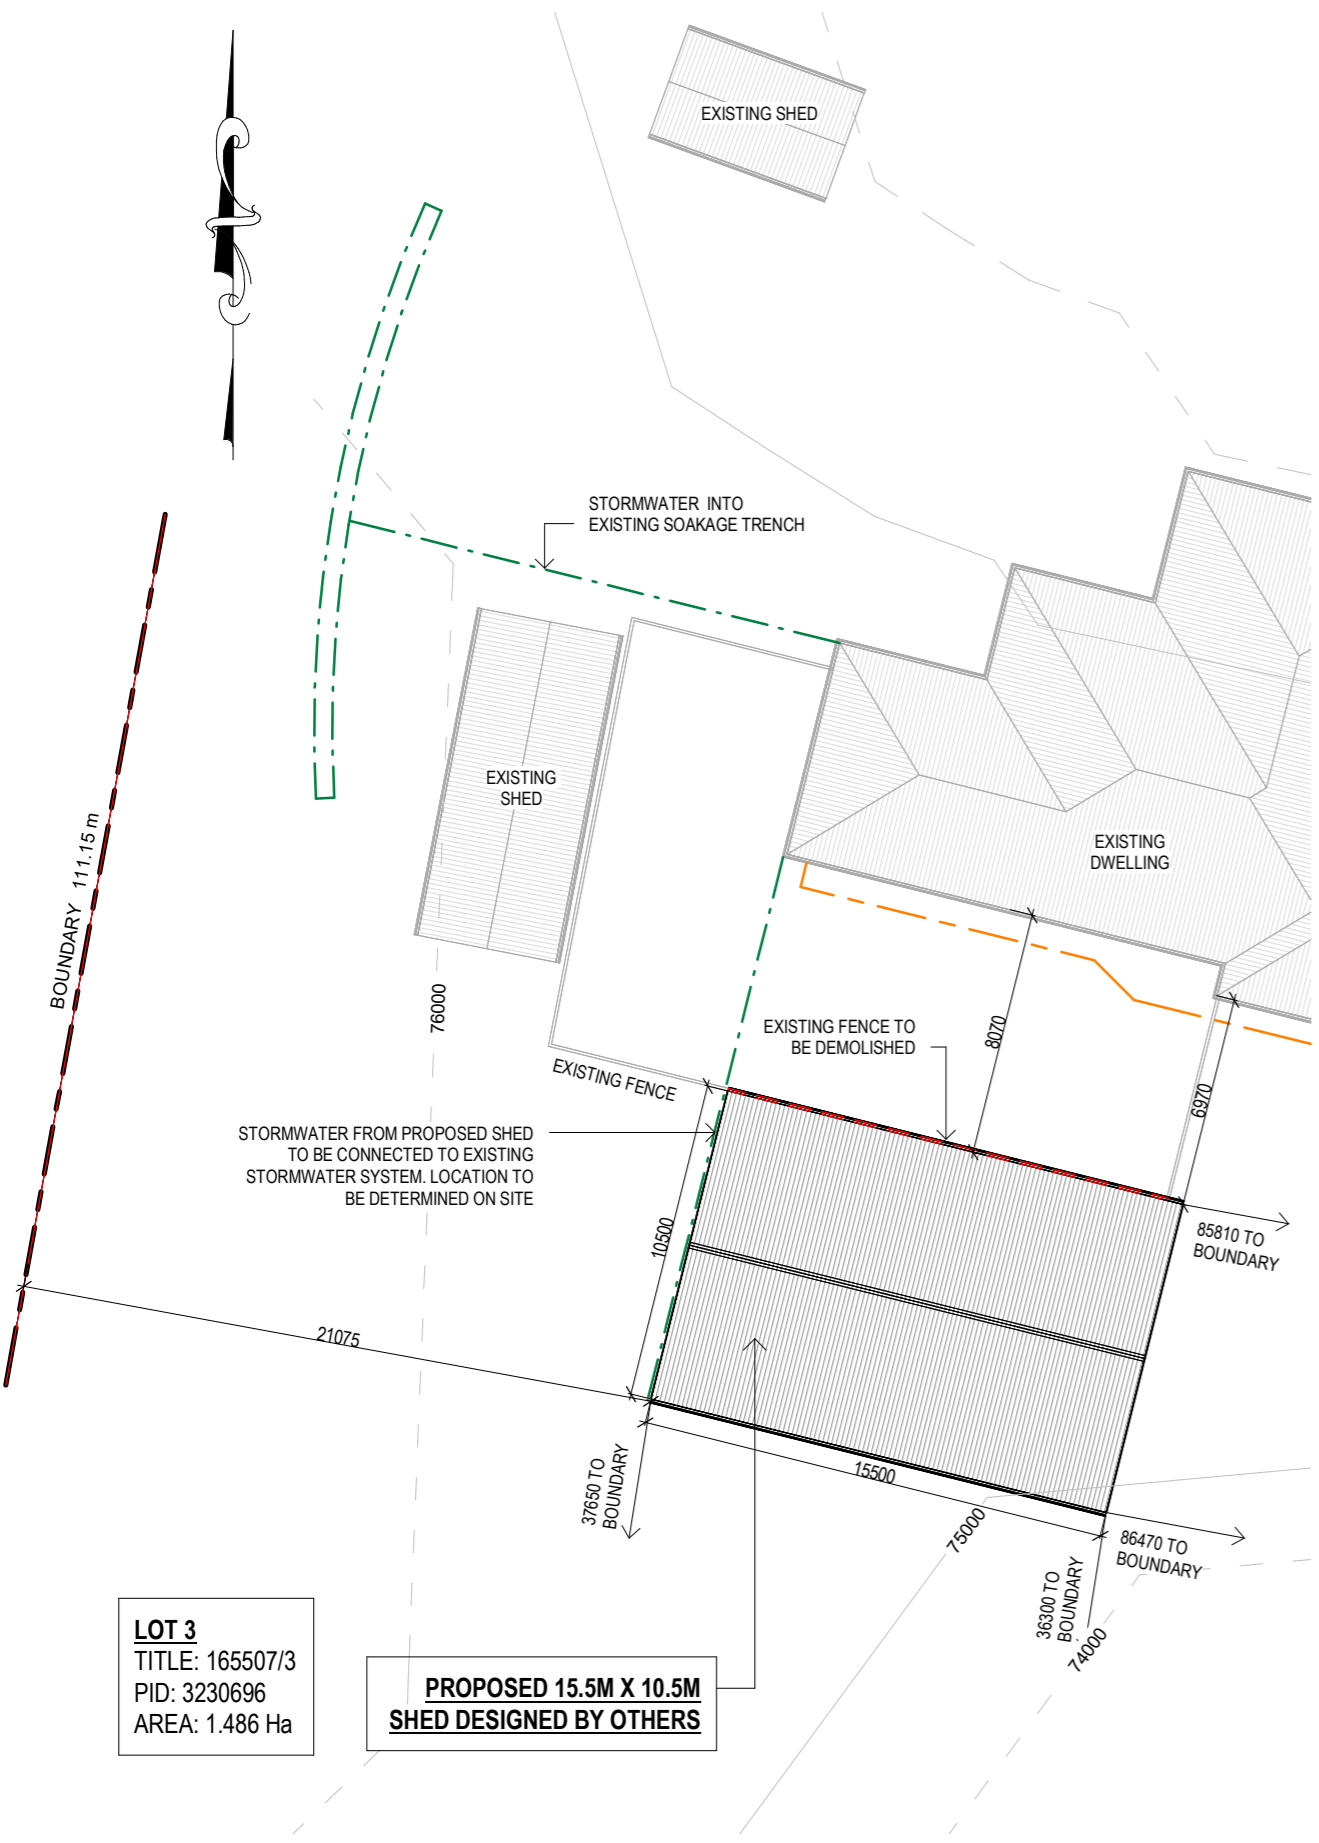 EXISTING SHED
STORMWATER INTO
EXISTING SOAKAGE TRENCH
EXISTING
SHED
EXISTING
DWELLING
BOUNDARY 111.15 m
76000
EXISTING FENCE TO
BE DEMOLISHED
8070
6970
EXISTING FENCE
STORMWATER FROM PROPOSED SHED
TO BE CONNECTED TO EXISTING
STORMWATER SYSTEM. LOCATION TO
BE DETERMINED ON SITE
10500
85810 TO
BOUNDARY
21075
15500
37650 TO
BOUNDARY
75000
86470 TO
BOUNDARY
36300 TO
BOUNDARY
74000
LOT 3
TITLE: 165507/3
PID: 3230696
AREA: 1.486 Ha
PROPOSED 15.5M X 10.5M
SHED DESIGNED BY OTHERS